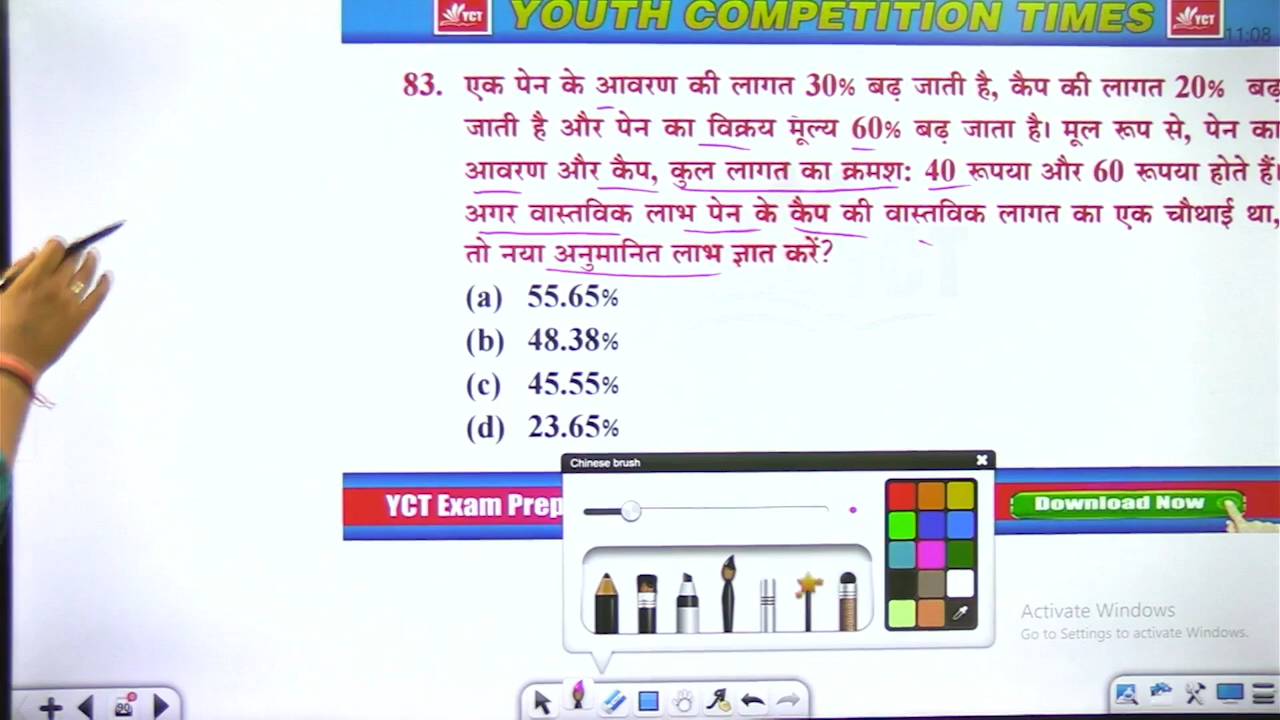 YCT
YOUTH COMPETITION TIMES
YCT
11:08
83. एक पेन के आवरण की लागत 30% बढ़ जाती है, कैप की लागत 20% बढ़
जाती है और पेन का विक्रय मूल्य 60% बढ़ जाता है। मूल रूप से, पेन का
आवरण और कैप, कुल लागत का क्रमश: 40 रूपया और 60 रूपया होते हैं।
अगर वास्तविक लाभ पेन के कैप की वास्तविक लागत का एक चौथाई था,
तो नया अनुमानित लाभ ज्ञात करें?
(a) 55.65%
(b) 48.38%
(c) 45.55%
(d) 23.65%
Chinese brush
YCT Exam Prep
Download Now
Activate Windows
Go to Settings to activate Windows.
90